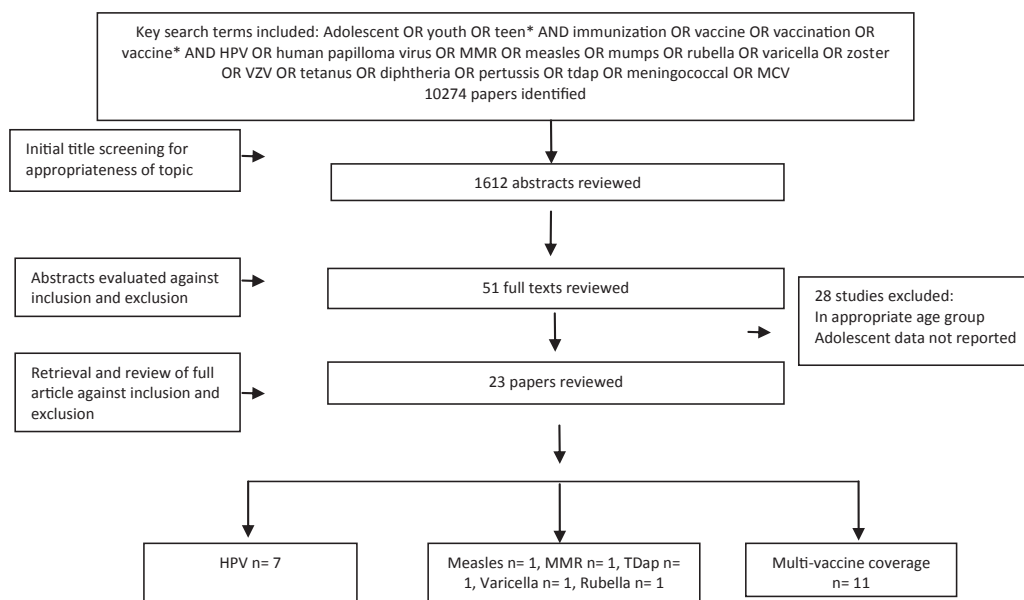 Key search terms included: Adolescent OR youth OR teen* AND immunization OR vaccine OR vaccination OR
vaccine* AND HPV OR human papilloma virus OR MMR OR measles OR mumps OR rubella OR varicella OR zoster
OR VZV OR tetanus OR diphtheria OR pertussis OR tdap OR meningococcal OR MCV
10274 papers identified
Initial title screening for
appropriateness of topic
1612 abstracts reviewed
Abstracts evaluated against
inclusion and exclusion
51 full texts reviewed
28 studies excluded:
In appropriate age group
Adolescent data not reported
Retrieval and review of full
article against inclusion and
exclusion
23 papers reviewed
HPV n= 7
Measles n= 1, MMR n= 1, TDap n=
1, Varicella n= 1, Rubella n= 1
Multi-vaccine coverage
n= 11